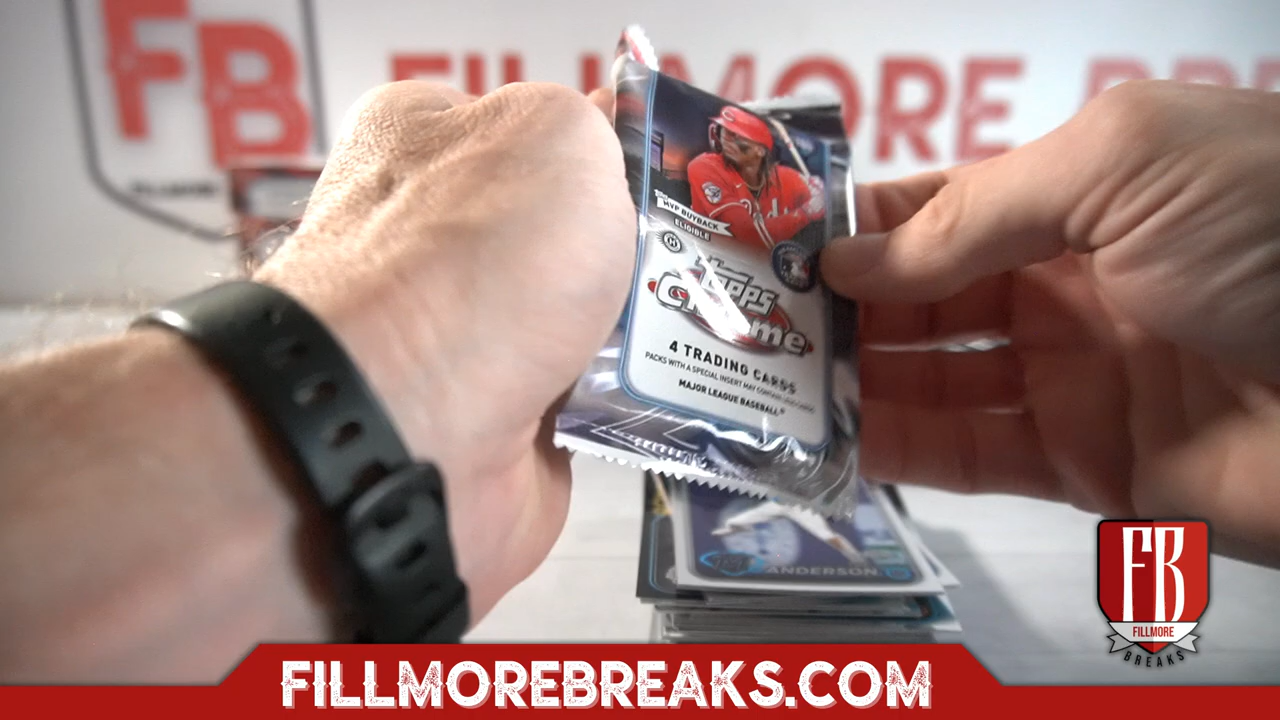 FB
FILLMORE
FILLMORE
MVP BUYBACK
ELIGIBLE
Topps
Chrome
4 TRADING CARDS
PACKS WITH A SPECIAL INSERT MAY CONTAIN
MAJOR LEAGUE BASEBALL®
ANDERSON
FB
FILLMORE
BREAKS
FILLMOREBREAKS.COM